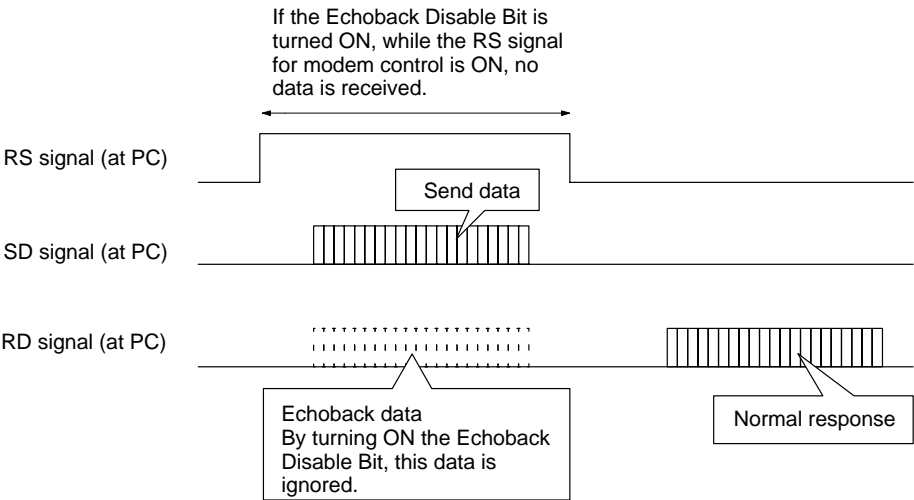 If the Echoback Disable Bit is
turned ON, while the RS signal
for modem control is ON, no
data is received.
RS signal (at PC)
Send data
SD signal (at PC)
RD signal (at PC)
Echoback data
By turning ON the Echoback
Disable Bit, this data is
ignored.
Normal response